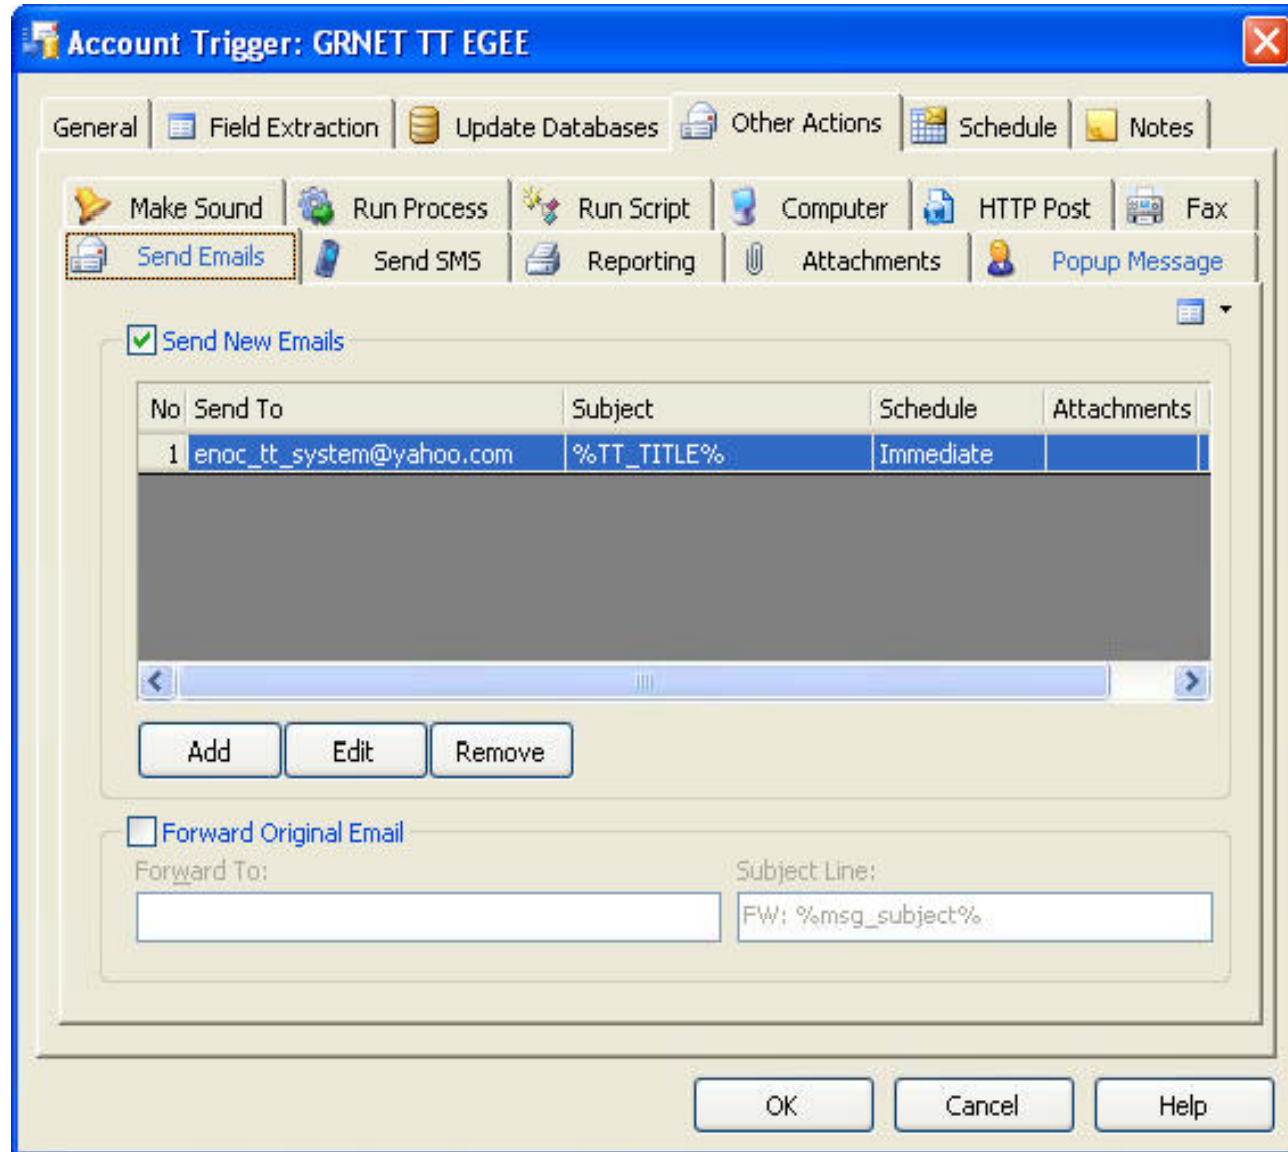 Account Trigger: GRNET TT EGEE
General Field Extraction Update Databases Other Actions Schedule Notes
Make Sound Run Process Run Script Computer HTTP Post Fax
Send Emails Send SMS Reporting Attachments Popup Message
Send New Emails
No Send To Subject Schedule Attachments
1 enoc_tt_system@yahoo.com %TT_TITLE% Immediate
Add Edit Remove
Forward Original Email
Forward To: Subject Line:
FW: %msg_subject%
OK Cancel Help